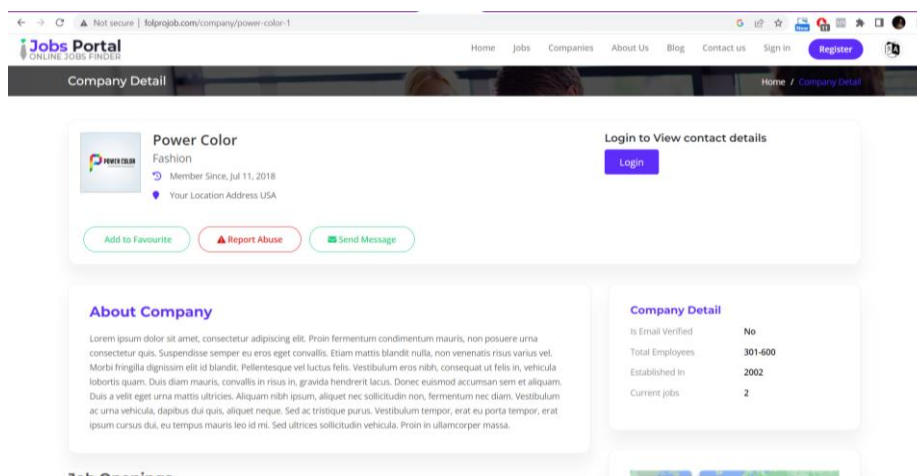 Not secure | folprojob.com/company/power-color-1
Jobs Portal
ONLINE JOBS FINDER
Home Jobs Companies About Us Blog Contact us Sign in Register
Company Detail
Home / Company Detail
Power Color
Fashion
Member Since, Jul 11, 2018
Your Location Address USA
POWER COLOR
Login to View contact details
Login
Add to Favourite
Report Abuse
Send Message
About Company
Lorem ipsum dolor sit amet, consectetur adipiscing elit. Proin fermentum condimentum mauris, non posuere urna
consectetur quis. Suspendisse semper eu eros eget convallis. Etiam mattis blandit nulla, non venenatis risus varius vel.
Morbi fringilla dignissim elit id blandit. Pellentesque vel luctus felis. Vestibulum eros nibh, consequat ut felis in, vehicula
lobortis quam. Duis diam mauris, convallis in risus in, gravida hendrerit lacus. Donec euismod accumsan sem et aliquam.
Duis a velit eget urna mattis ultricies. Aliquam nibh ipsum, aliquet nec sollicitudin non, fermentum nec diam. Vestibulum
ac urna vehicula, dapibus dui quis, aliquet neque. Sed ac tristique purus. Vestibulum tempor, erat eu porta tempor, erat
ipsum cursus dui, eu tempus mauris leo id mi. Sed ultrices sollicitudin vehicula. Proin in ullamcorper massa.
Company Detail
Is Email Verified No
Total Employees 301-600
Established In 2002
Current jobs 2
Job Openings